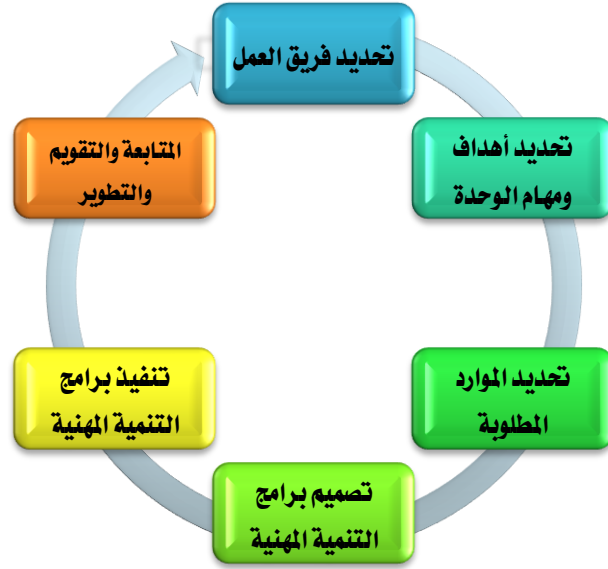 تحديد فريق العمل
تحديد أهداف
ومهام الوحدة
تحديد الموارد
المطلوبة
تصميم برامج
التنمية المهنية
تنفيذ برامج
التنمية المهنية
المتابعة والتقويم
والتطوير